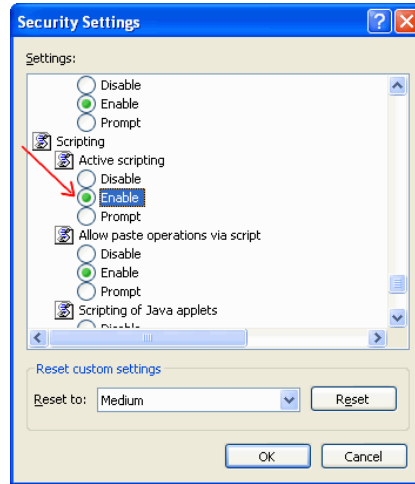 Security Settings
Settings:
Disable
Enable
Prompt
Scripting
Active scripting
Disable
Enable
Prompt
Allow paste operations via script
Disable
Enable
Prompt
Scripting of Java applets
Disable
Reset custom settings
Reset to: Medium Reset
OK Cancel